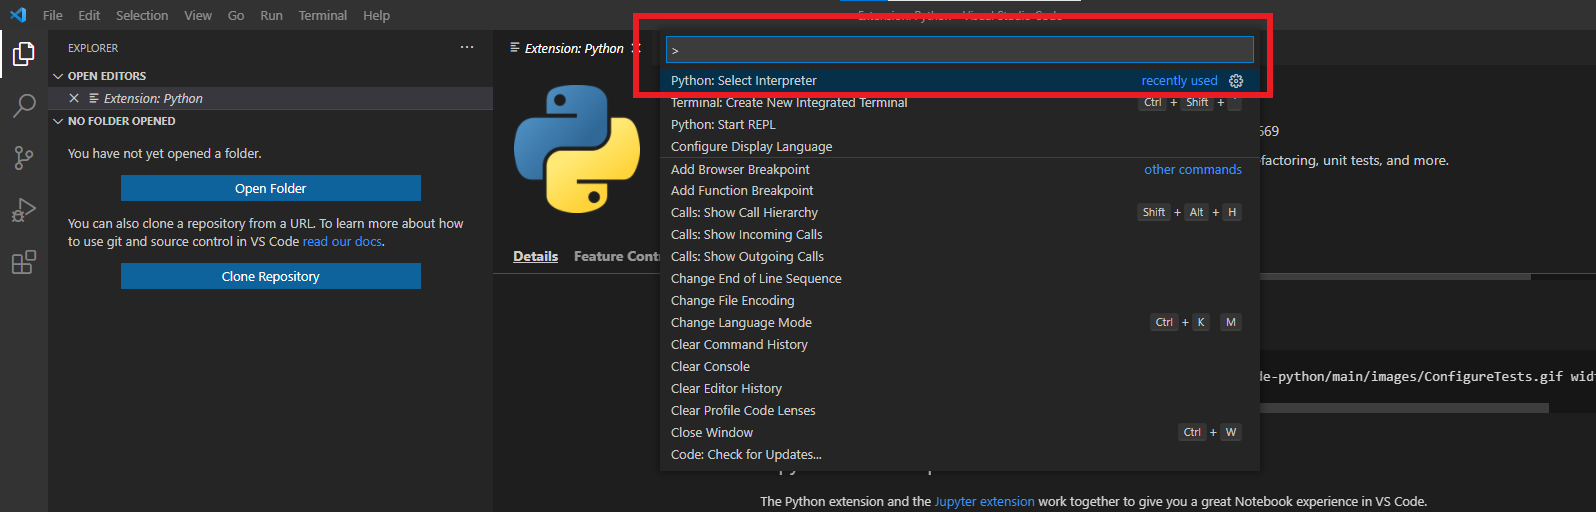 File Edit Selection View Go Run Terminal Help
EXPLORER
OPEN EDITORS
Extension: Python
NO FOLDER OPENED
You have not yet opened a folder.
Open Folder
You can also clone a repository from a URL. To learn more about how
to use git and source control in VS Code read our docs.
Clone Repository
Extension: Python
>
Python: Select Interpreter recently used
Terminal: Create New Integrated Terminal Ctrl + Shift + `
Python: Start REPL
Configure Display Language
Add Browser Breakpoint other commands
Add Function Breakpoint
Calls: Show Call Hierarchy Shift + Alt + H
Calls: Show Incoming Calls
Calls: Show Outgoing Calls
Change End of Line Sequence
Change File Encoding
Change Language Mode Ctrl + K M
Clear Command History
Clear Console
Clear Editor History
Clear Profile Code Lenses
Close Window Ctrl + W
Code: Check for Updates...
569
factoring, unit tests, and more.
Details Feature Cont
de-python/main/images/ConfigureTests.gif widt
The Python extension and the Jupyter extension work together to give you a great Notebook experience in VS Code.